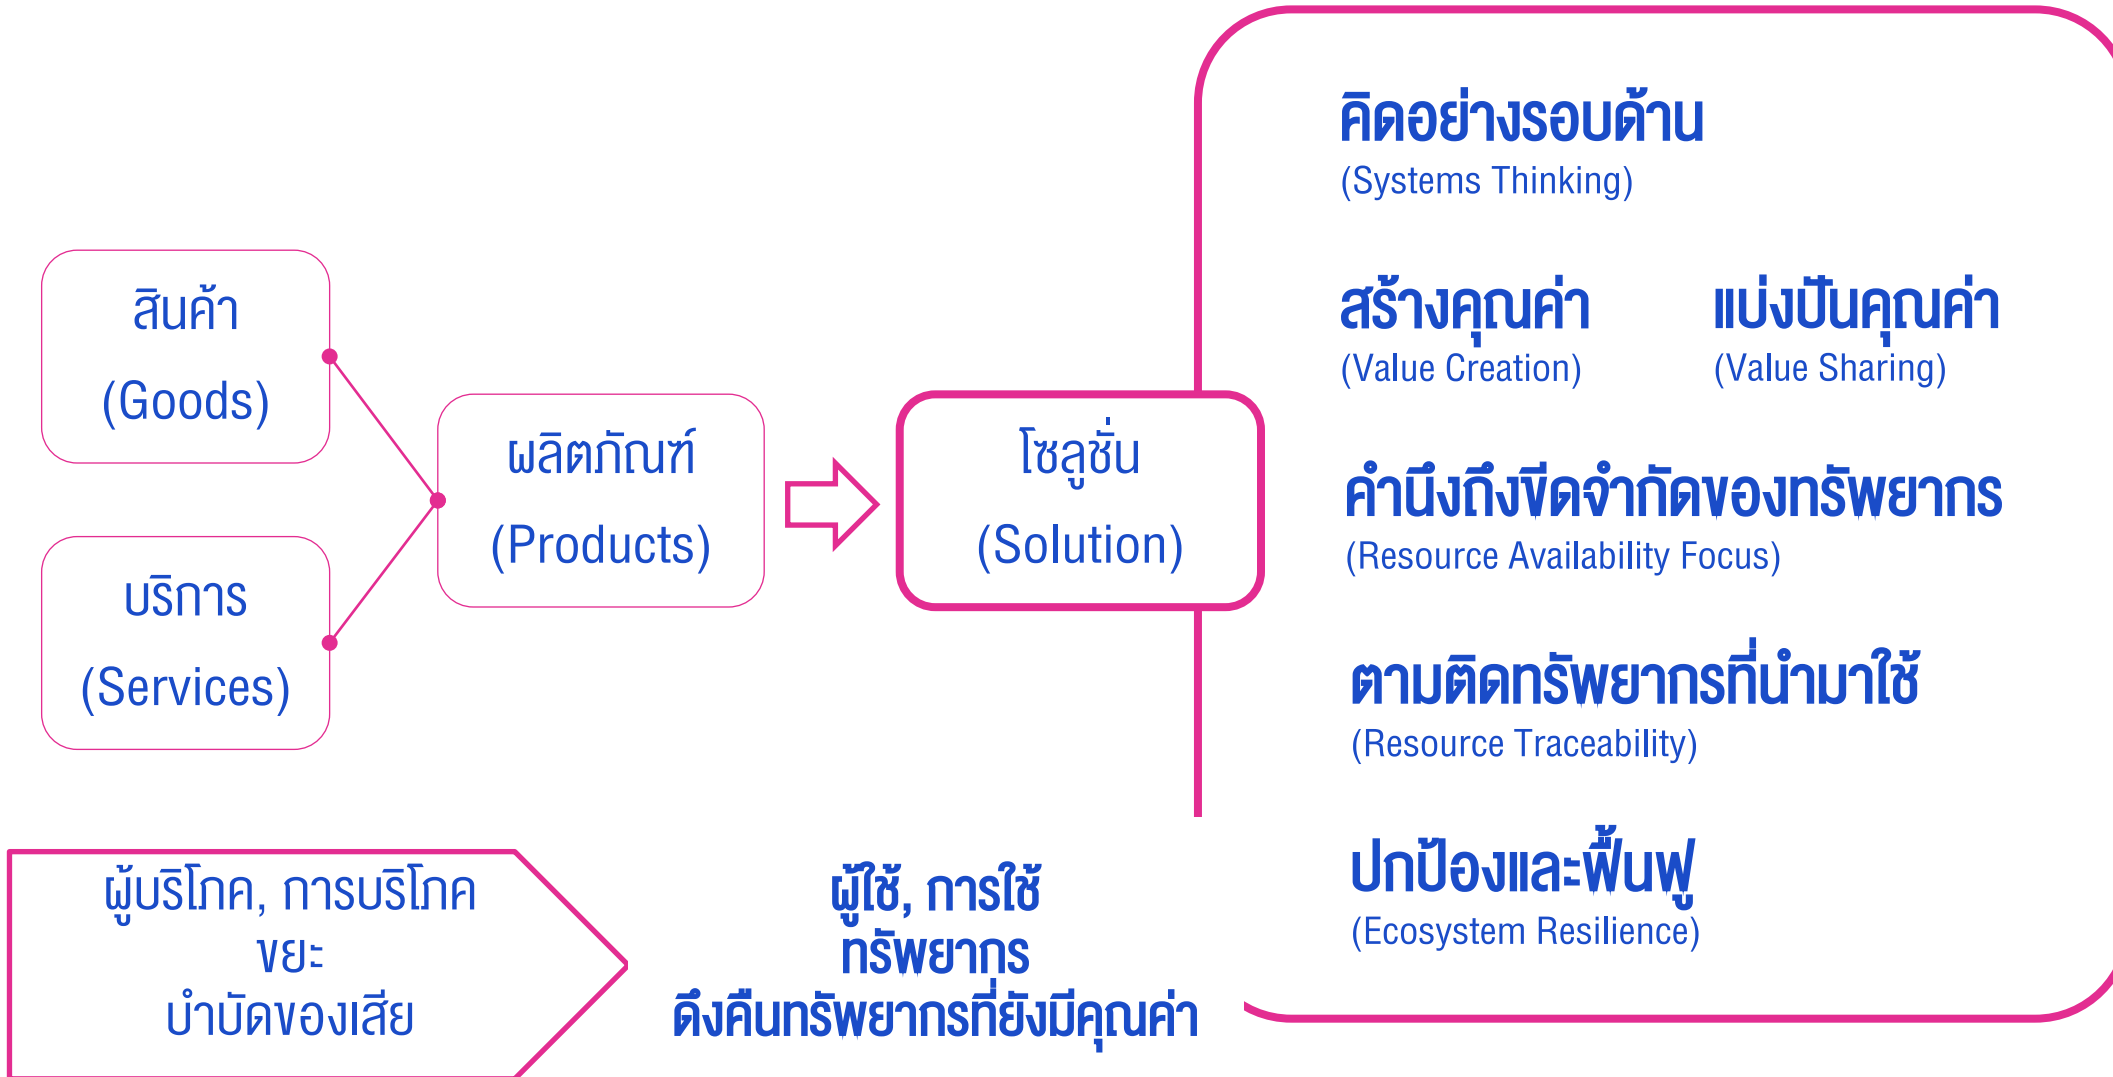 สินค้า
(Goods)
บริการ
(Services)
ผลิตภัณฑ์
(Products)
โซลูชั่น
(Solution)
คิดอย่างรอบด้าน
(Systems Thinking)
สร้างคุณค่า
(Value Creation)
แบ่งปันคุณค่า
(Value Sharing)
คำนึงถึงขีดจำกัดของทรัพยากร
(Resource Availability Focus)
ตามติดทรัพยากรที่นำมาใช้
(Resource Traceability)
ปกป้องและฟื้นฟู
(Ecosystem Resilience)
ผู้บริโภค, การบริโภค
ขยะ
บำบัดของเสีย
ผู้ใช้, การใช้
ทรัพยากร
ดึงคืนทรัพยากรที่ยังมีคุณค่า